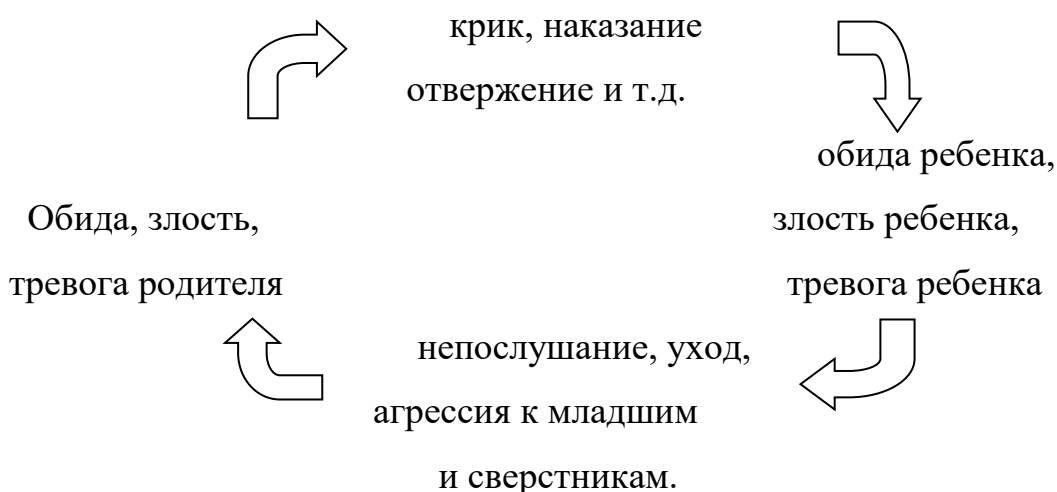 крик, наказание
отвержение и т.д.
обида ребенка,
злость ребенка,
тревога ребенка
непослушание, уход,
агрессия к младшим
и сверстникам.
Обида, злость,
тревога родителя